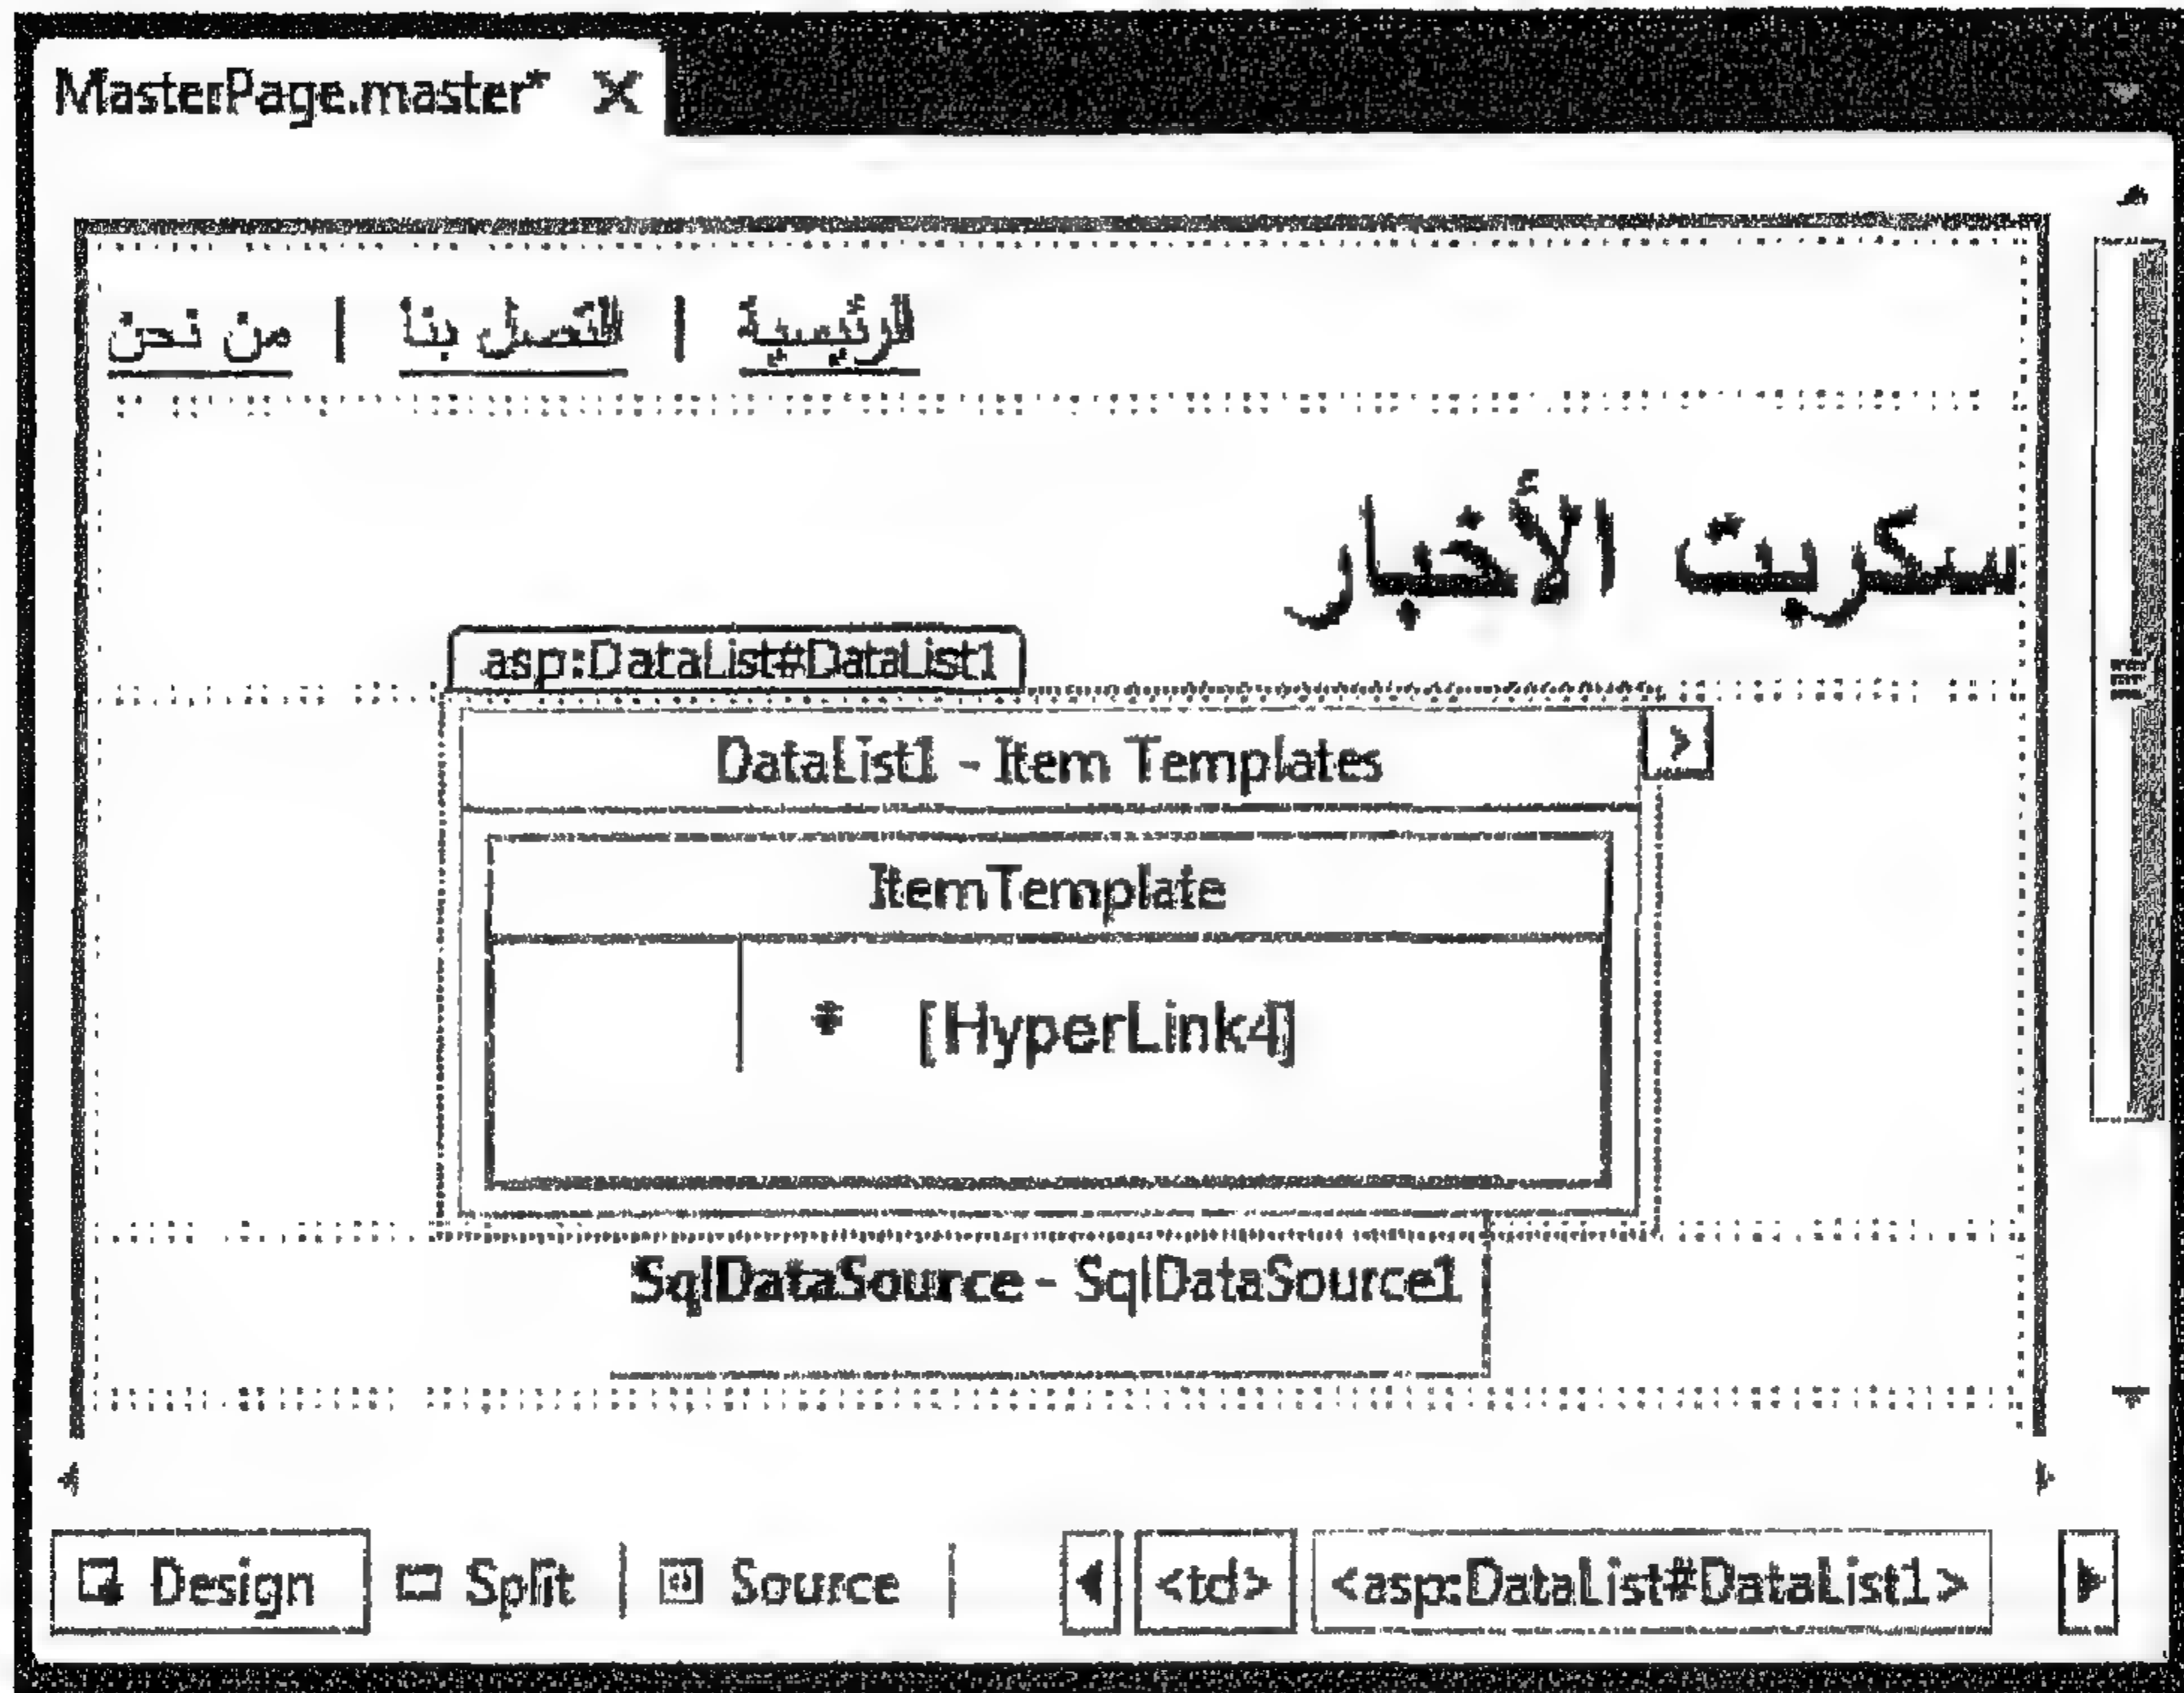 MasterPage.master* X
الرئيسية | اتصل بنا | من نحن
سكربت الأخبار
asp:DataList#DataList1
DataList1 - Item Templates
ItemTemplate
* [HyperLink4]
SqlDataSource - SqlDataSource1
Design Split | Source | <td> <asp:DataList#DataList1>